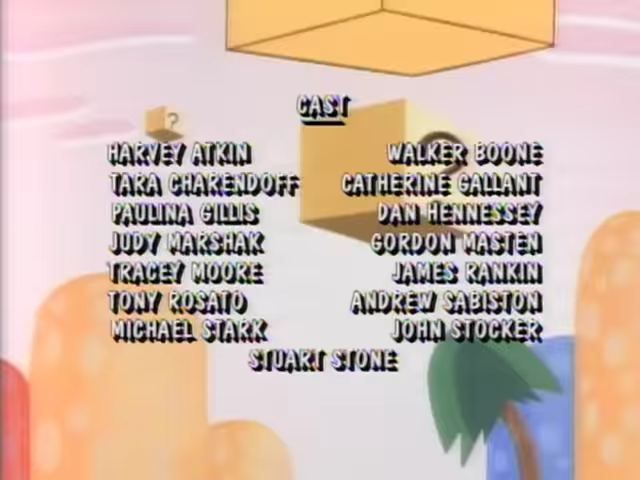 CAST
HARVEY ATKIN WALKER BOONE
TARA CHARENDOFF CATHERINE GALLANT
PAULINA GILLIS DAN HENNESSEY
JUDY MARSHAK GORDON MASTEN
TRACEY MOORE JAMES RANKIN
TONY ROSATO ANDREW SABISTON
MICHAEL STARK JOHN STOCKER
STUART STONE
?
?